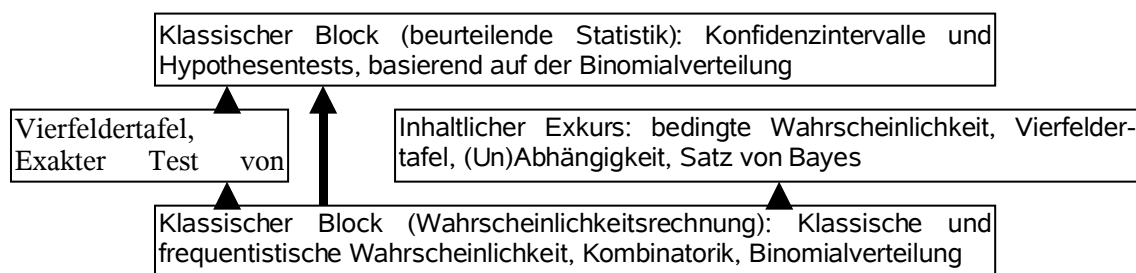 Klassischer Block (beurteilende Statistik): Konfidenzintervalle und
Hypothesentests, basierend auf der Binomialverteilung
Vierfeldertafel,
Exakter Test von
Inhaltlicher Exkurs: bedingte Wahrscheinlichkeit, Vierfelder-
tafel, (Un)Abhängigkeit, Satz von Bayes
Klassischer Block (Wahrscheinlichkeitsrechnung): Klassische und
frequentistische Wahrscheinlichkeit, Kombinatorik, Binomialverteilung